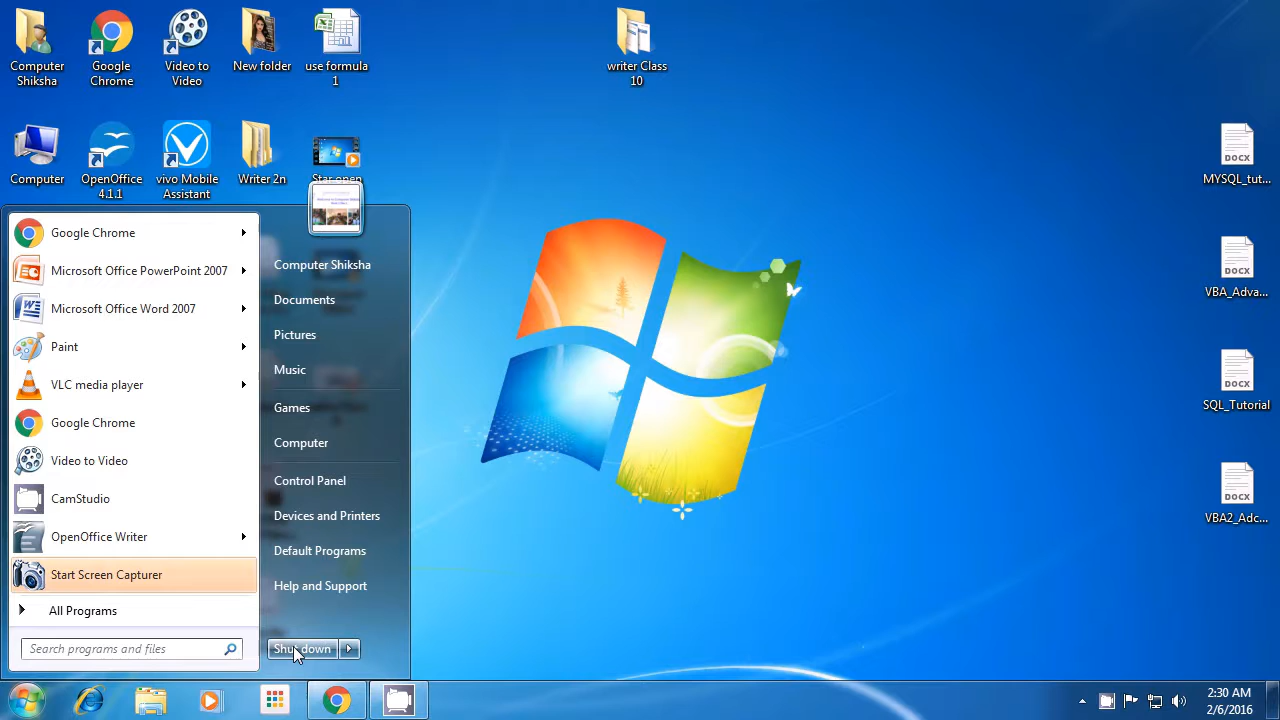 Computer
Shiksha
Google
Chrome
Video to
Video
New folder
use formula
1
writer Class
10
Computer
OpenOffice
4.1.1
vivo Mobile
Assistant
Writer 2n
MYSQL_tut...
VBA_Adva...
SQL_Tutorial
VBA2_Adc...
DOCX
DOCX
DOCX
DOCX
Google Chrome
Microsoft Office PowerPoint 2007
Microsoft Office Word 2007
Paint
VLC media player
Google Chrome
Video to Video
CamStudio
OpenOffice Writer
Start Screen Capturer
All Programs
Search programs and files
Computer Shiksha
Documents
Pictures
Music
Games
Computer
Control Panel
Devices and Printers
Default Programs
Help and Support
Shut down
2:30 AM
2/6/2016